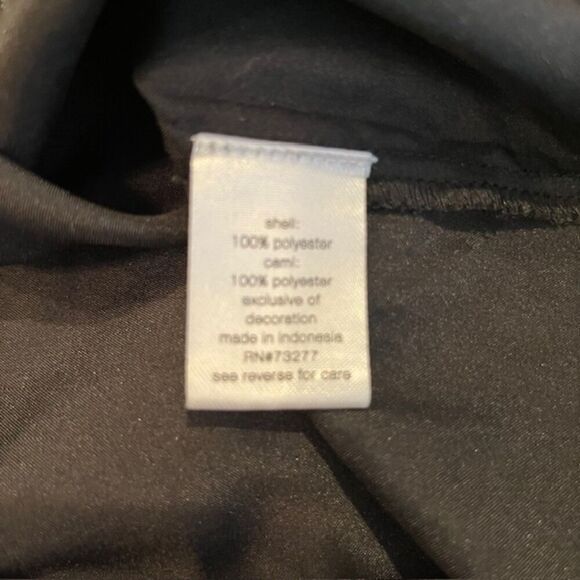 shell:
100% polyester
cami:
100% polyester
exclusive of
decoration
made in indonesia
RN#73277
see reverse for care